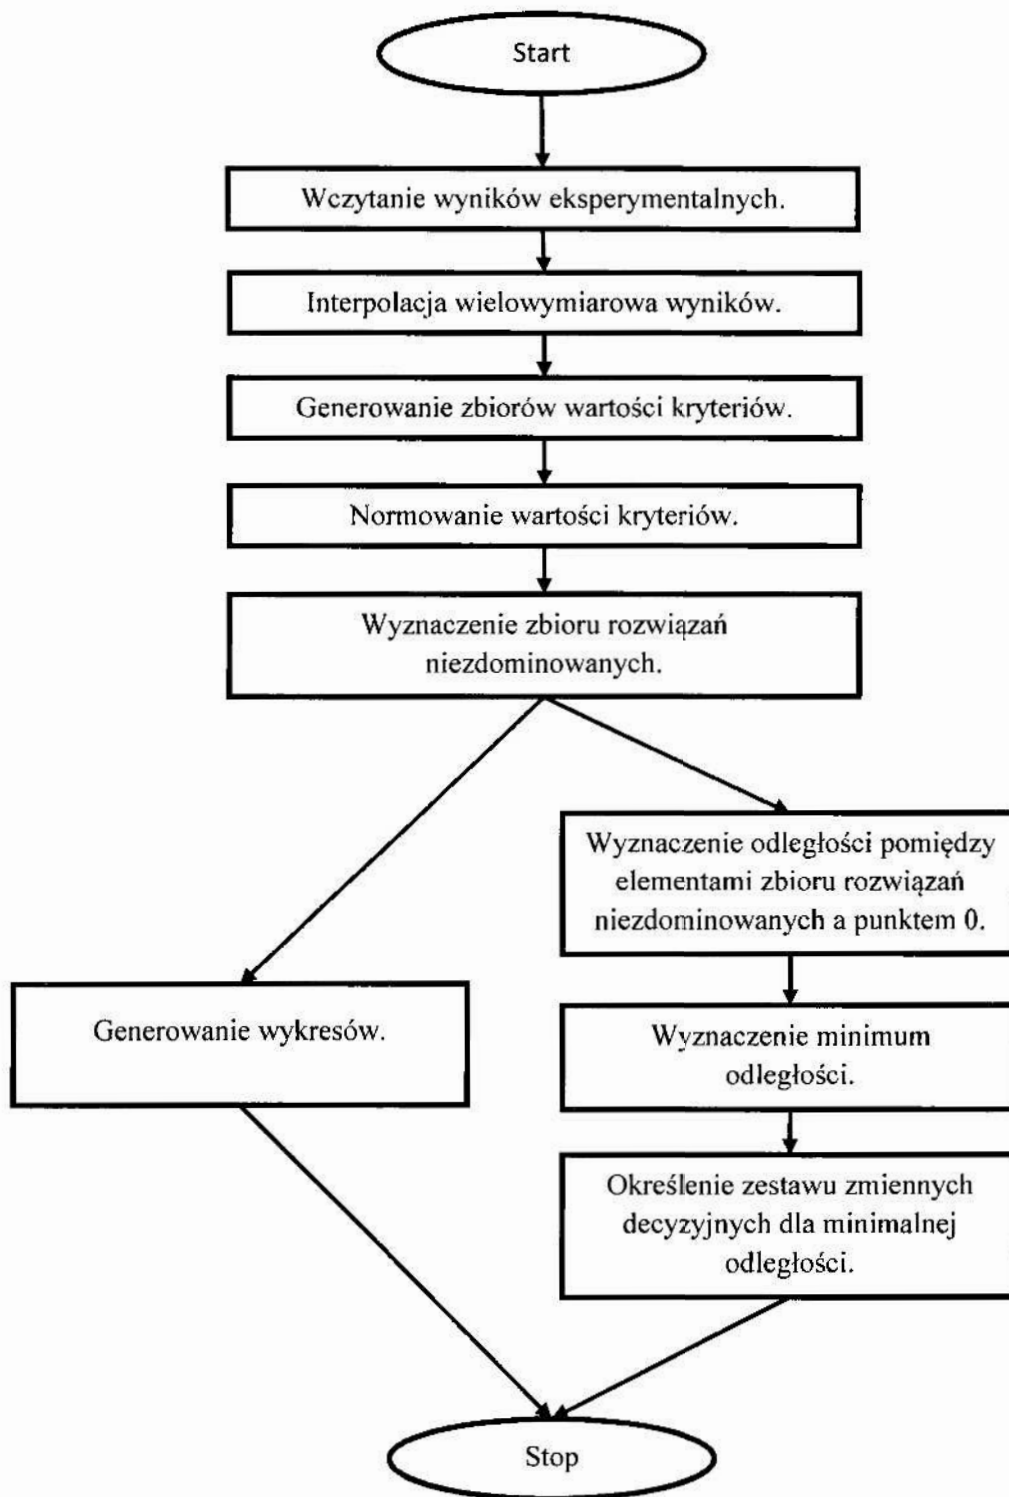 Start
Wczytanie wyników eksperymentalnych.
Interpolacja wielowymiarowa wyników.
Generowanie zbiorów wartości kryteriów.
Normowanie wartości kryteriów.
Wyznaczenie zbioru rozwiązań
niezdominowanych.
Wyznaczenie odległości pomiędzy
elementami zbioru rozwiązań
niezdominowanych a punktem 0.
Generowanie wykresów.
Wyznaczenie minimum
odległości.
Określenie zestawu zmiennych
decyzyjnych dla minimalnej
odległości.
Stop